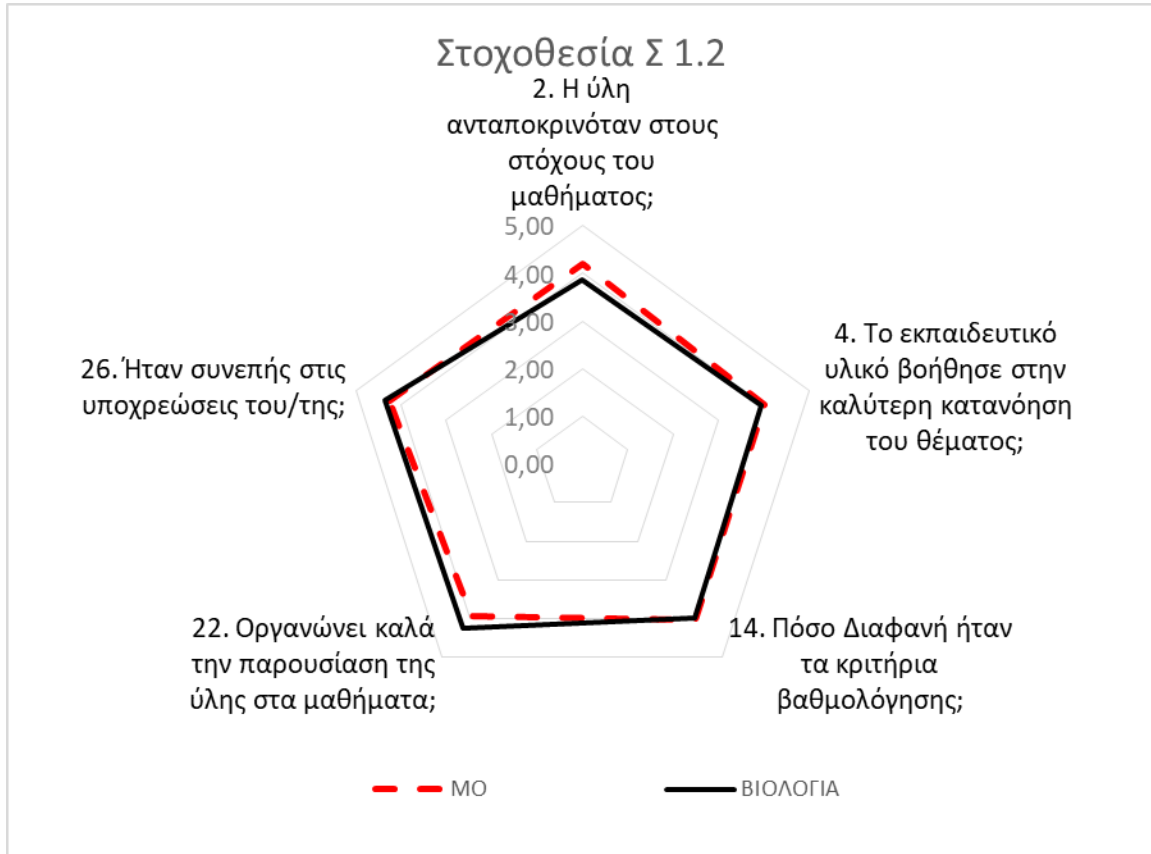 Στοχοθεσία Σ 1.2
2. Η ύλη
ανταποκρινόταν στους
στόχους του
μαθήματος;
5,00
4,00
3,00
2,00
1,00
0,00
4. Το εκπαιδευτικό
υλικό βοήθησε στην
καλύτερη κατανόηση
του θέματος;
14. Πόσο Διαφανή ήταν
τα κριτήρια
βαθμολόγησης;
22. Οργανώνει καλά
την παρουσίαση της
ύλης στα μαθήματα;
26. Ήταν συνεπής στις
υποχρεώσεις του/της;
ΜΟ
ΒΙΟΛΟΓΙΑ